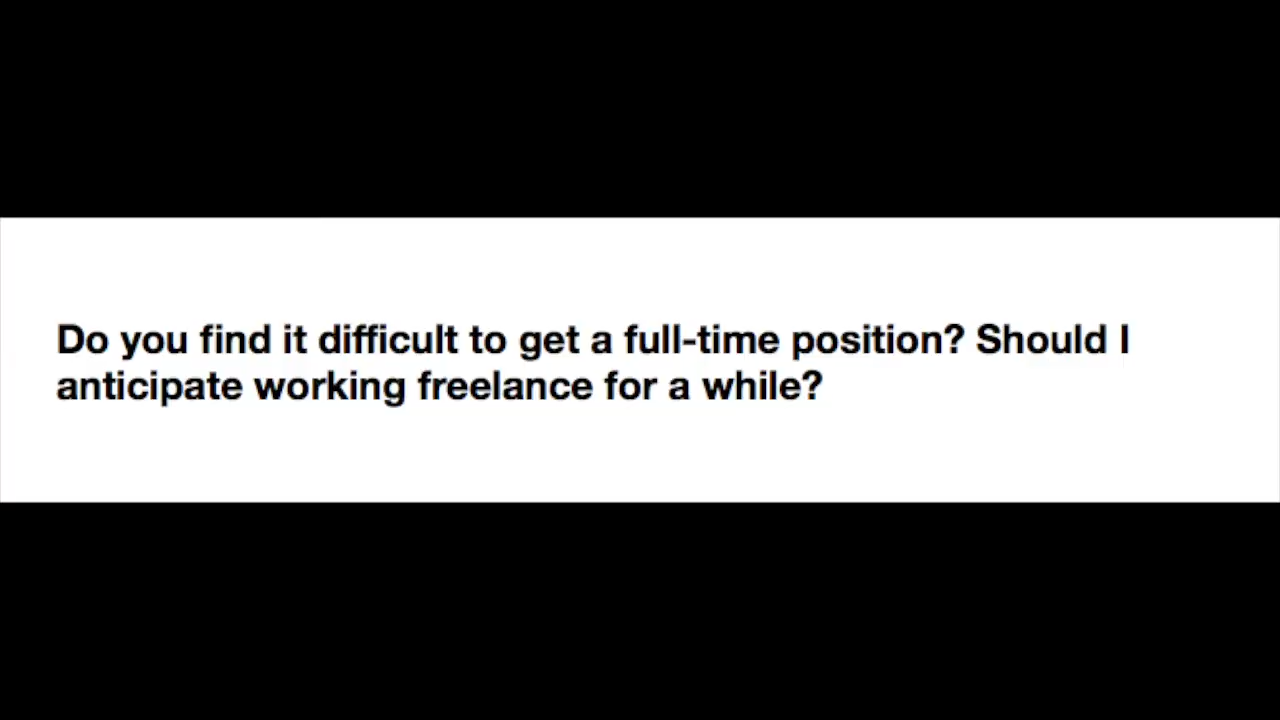 Do you find it difficult to get a full-time position? Should I
anticipate working freelance for a while?